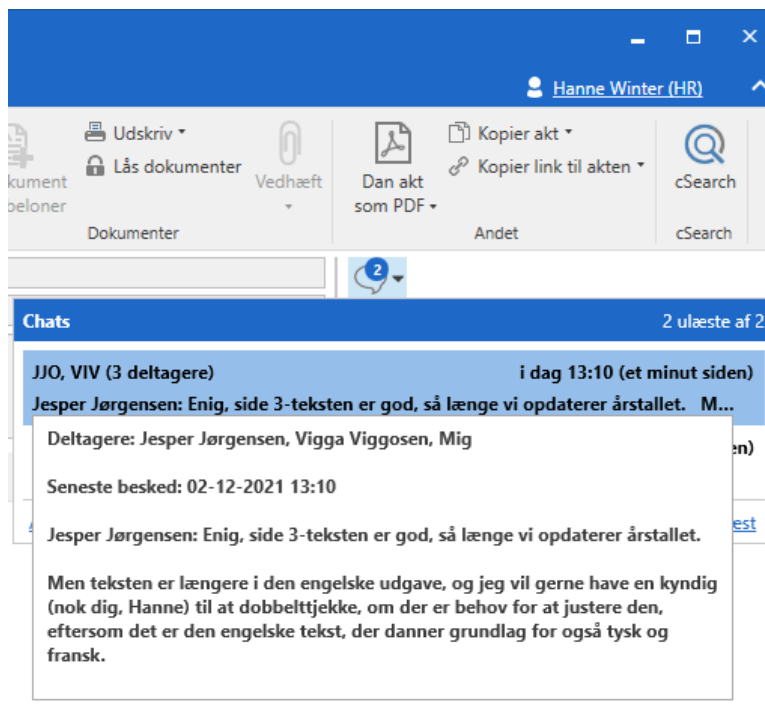 Hanne Winter (HR)
Udskriv
Kopier akt
kument
Lås dokumenter
Vedhæft
Dan akt
Kopier link til akten
cSearch
beloner
som PDF
Dokumenter
Andet
cSearch
2
Chats
2 ulæste af 2
JJO, VIV (3 deltagere)
i dag 13:10 (et minut siden)
Jesper Jørgensen: Enig, side 3-teksten er god, så længe vi opdaterer årstallet. M...
Deltagere: Jesper Jørgensen, Vigga Viggosen, Mig
en)
Seneste besked: 02-12-2021 13:10
est
Jesper Jørgensen: Enig, side 3-teksten er god, så længe vi opdaterer årstallet.
Men teksten er længere i den engelske udgave, og jeg vil gerne have en kyndig
(nok dig, Hanne) til at dobbelttjekke, om der er behov for at justere den,
eftersom det er den engelske tekst, der danner grundlag for også tysk og
fransk.